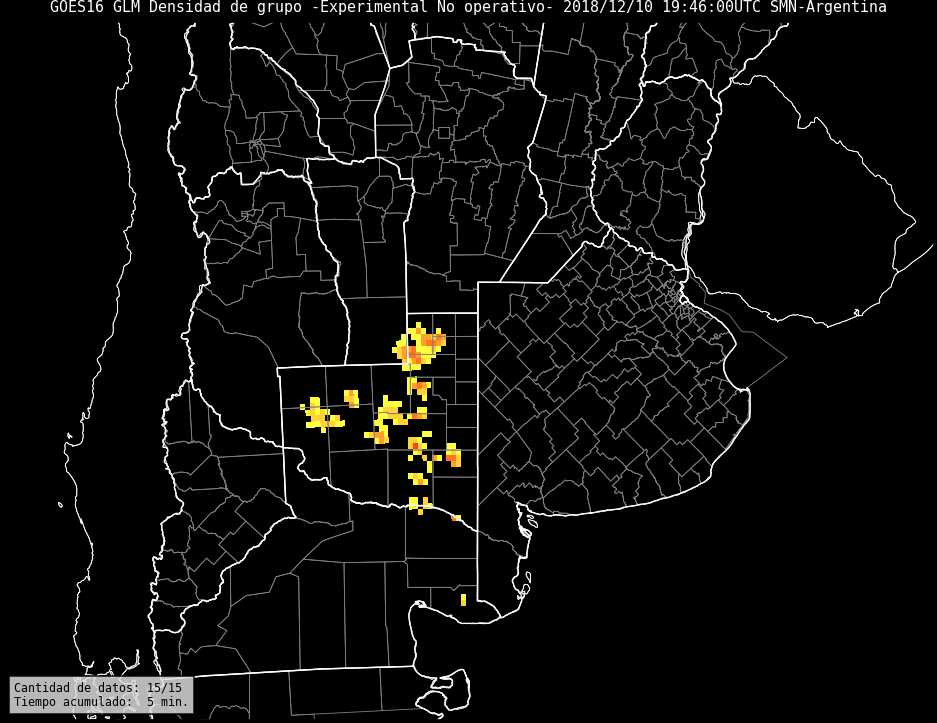 GOES16 GLM Densidad de grupo -Experimental No operativo- 2018/12/10 19:46:00UTC SMN-Argentina
Cantidad de datos: 15/15
Tiempo acumulado:  5 min.